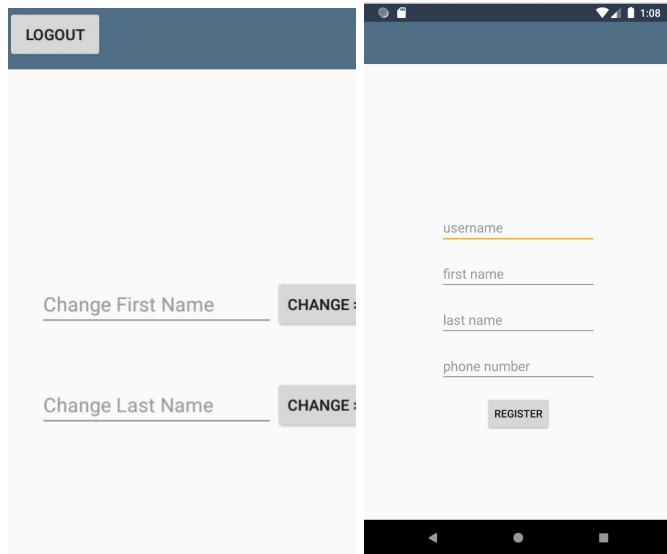 LOGOUT
Change First Name CHANGE >
Change Last Name CHANGE >
1:08
username
first name
last name
phone number
REGISTER